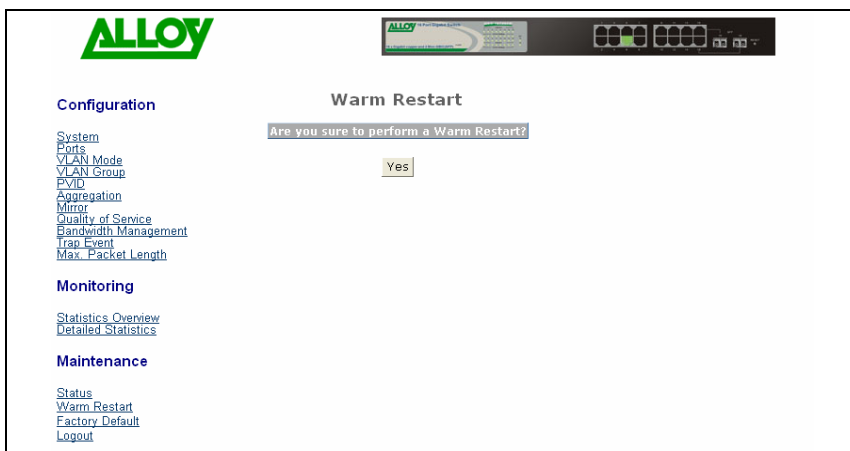 ALLOY
ALLOY
Configuration
System
Ports
VLAN Mode
VLAN Group
PVID
Aggregation
Mirror
Quality of Service
Bandwidth Management
Trap Event
Max. Packet Length
Monitoring
Statistics Overview
Detailed Statistics
Maintenance
Status
Warm Restart
Factory Default
Logout
Warm Restart
Are you sure to perform a Warm Restart?
Yes